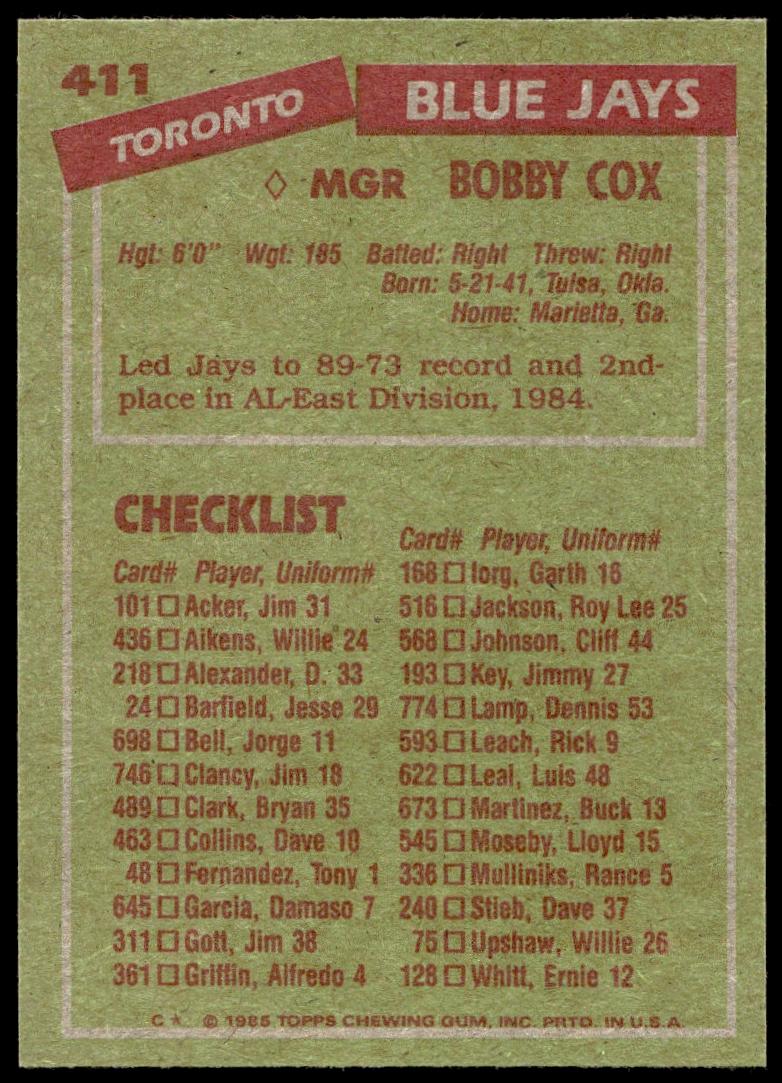 411
TORONTO BLUE JAYS
◇ MGR BOBBY COX
Hgt: 6'0" Wgt: 185 Batted: Right Threw: Right
Born: 5-21-41, Tulsa, Okla.
Home: Marietta, Ga.
Led Jays to 89-73 record and 2nd-
place in AL-East Division, 1984.
CHECKLIST
Card# Player, Uniform#
101 □ Acker, Jim 31
436 □ Aikens, Willie 24
218 □ Alexander, D. 33
24 □ Barfield, Jesse 29
698 □ Bell, Jorge 11
746 □ Clancy, Jim 18
489 □ Clark, Bryan 35
463 □ Collins, Dave 10
48 □ Fernandez, Tony 1
645 □ Garcia, Damaso 7
311 □ Gott, Jim 38
361 □ Griffin, Alfredo 4
Card# Player, Uniform#
168 □ Iorg, Garth 16
516 □ Jackson, Roy Lee 25
568 □ Johnson, Cliff 44
193 □ Key, Jimmy 27
774 □ Lamp, Dennis 53
593 □ Leach, Rick 9
622 □ Leal, Luis 48
673 □ Martinez, Buck 13
545 □ Moseby, Lloyd 15
336 □ Mulliniks, Rance 5
240 □ Stieb, Dave 37
75 □ Upshaw, Willie 26
128 □ Whitt, Ernie 12
C★ © 1985 TOPPS CHEWING GUM, INC. PRTD. IN U.S.A.